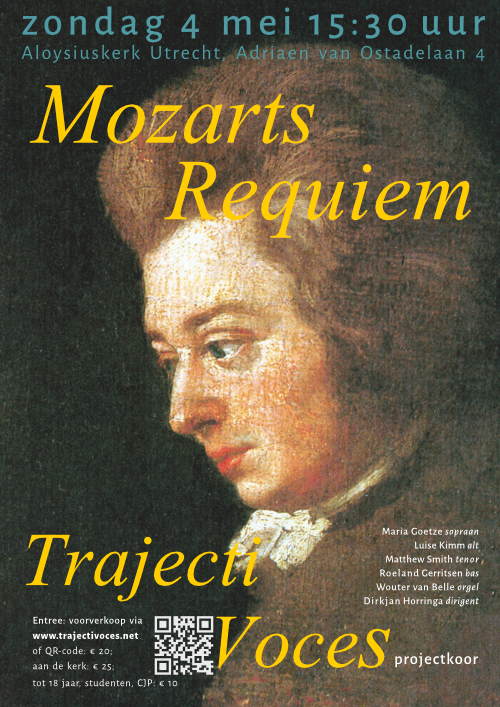 zondag 4 mei 15:30 uur
Aloysiuskerk Utrecht, Adriaen van Ostadelaan 4
Mozarts
Requiem
Trajecti
Voces projectkoor
Maria Goetze sopraan
Luise Kimm alt
Matthew Smith tenor
Roeland Gerritsen bas
Wouter van Belle orgel
Dirkjan Horringa dirigent
Entree: voorverkoop via
www.trajectivoces.net
of QR-code: € 20;
aan de kerk: € 25;
tot 18 jaar, studenten, CJP: € 10